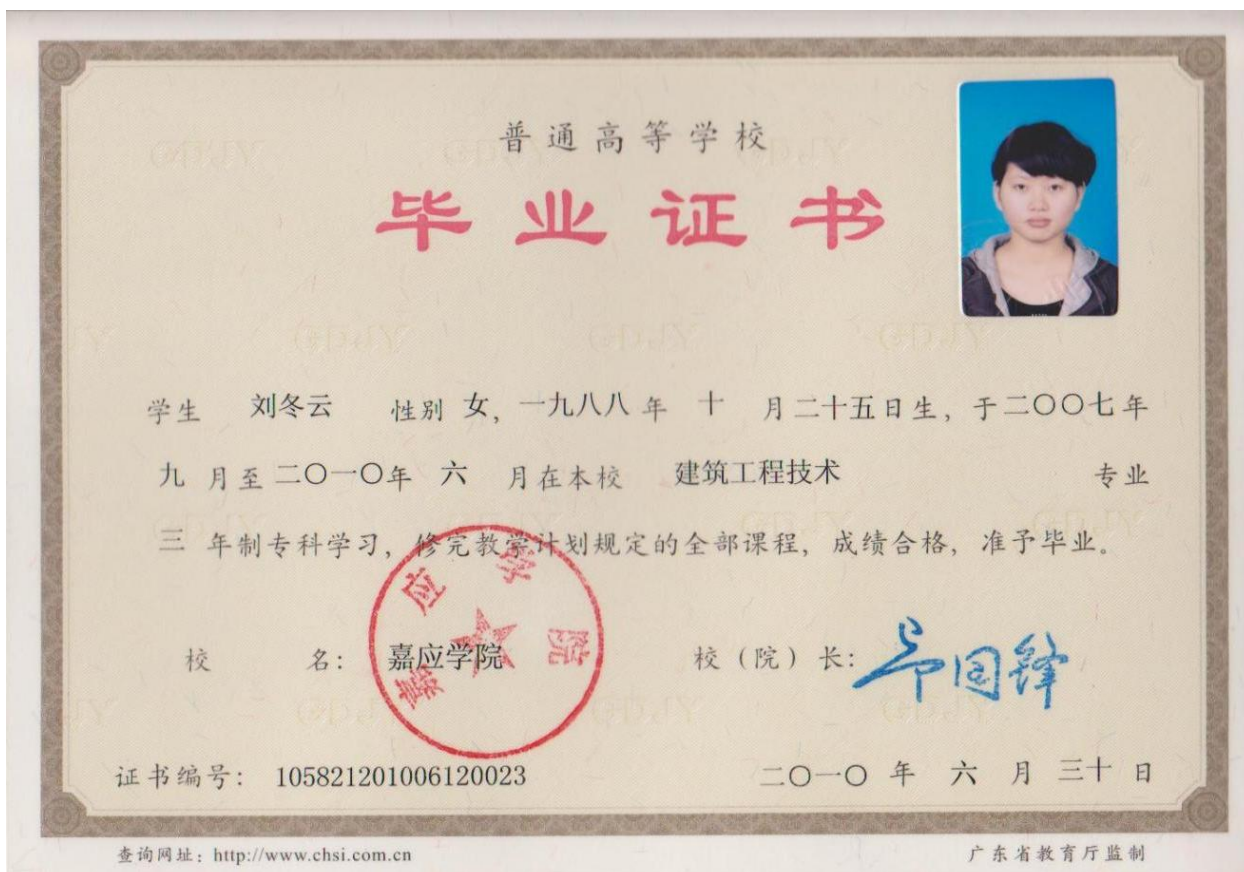 普通高等学校
毕业证书
学生 刘冬云 性别 女，一九八八年 十 月二十五日生，于二〇〇七年
九 月至二〇一〇年 六 月在本校 建筑工程技术 专业
三 年制专科学习，修完教学计划规定的全部课程，成绩合格，准予毕业。
校 名： 嘉应学院 校（院）长：
嘉应学院
证书编号： 105821201006120023 二〇一〇 年 六 月 三十 日
查询网址：http://www.chsi.com.cn 广东省教育厅监制